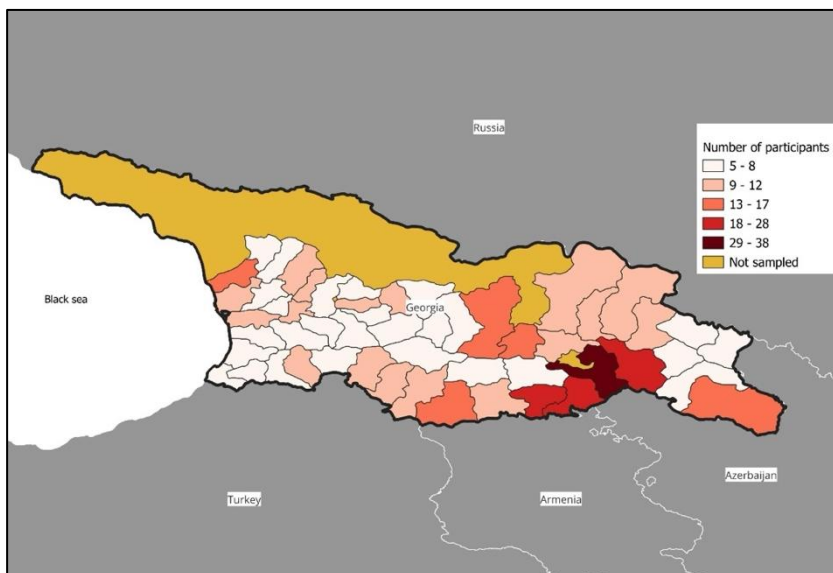 Russia
Number of participants
5 - 8
9 - 12
13 - 17
18 - 28
29 - 38
Not sampled
Black sea
Georgia
Azerbaijan
Turkey
Armenia